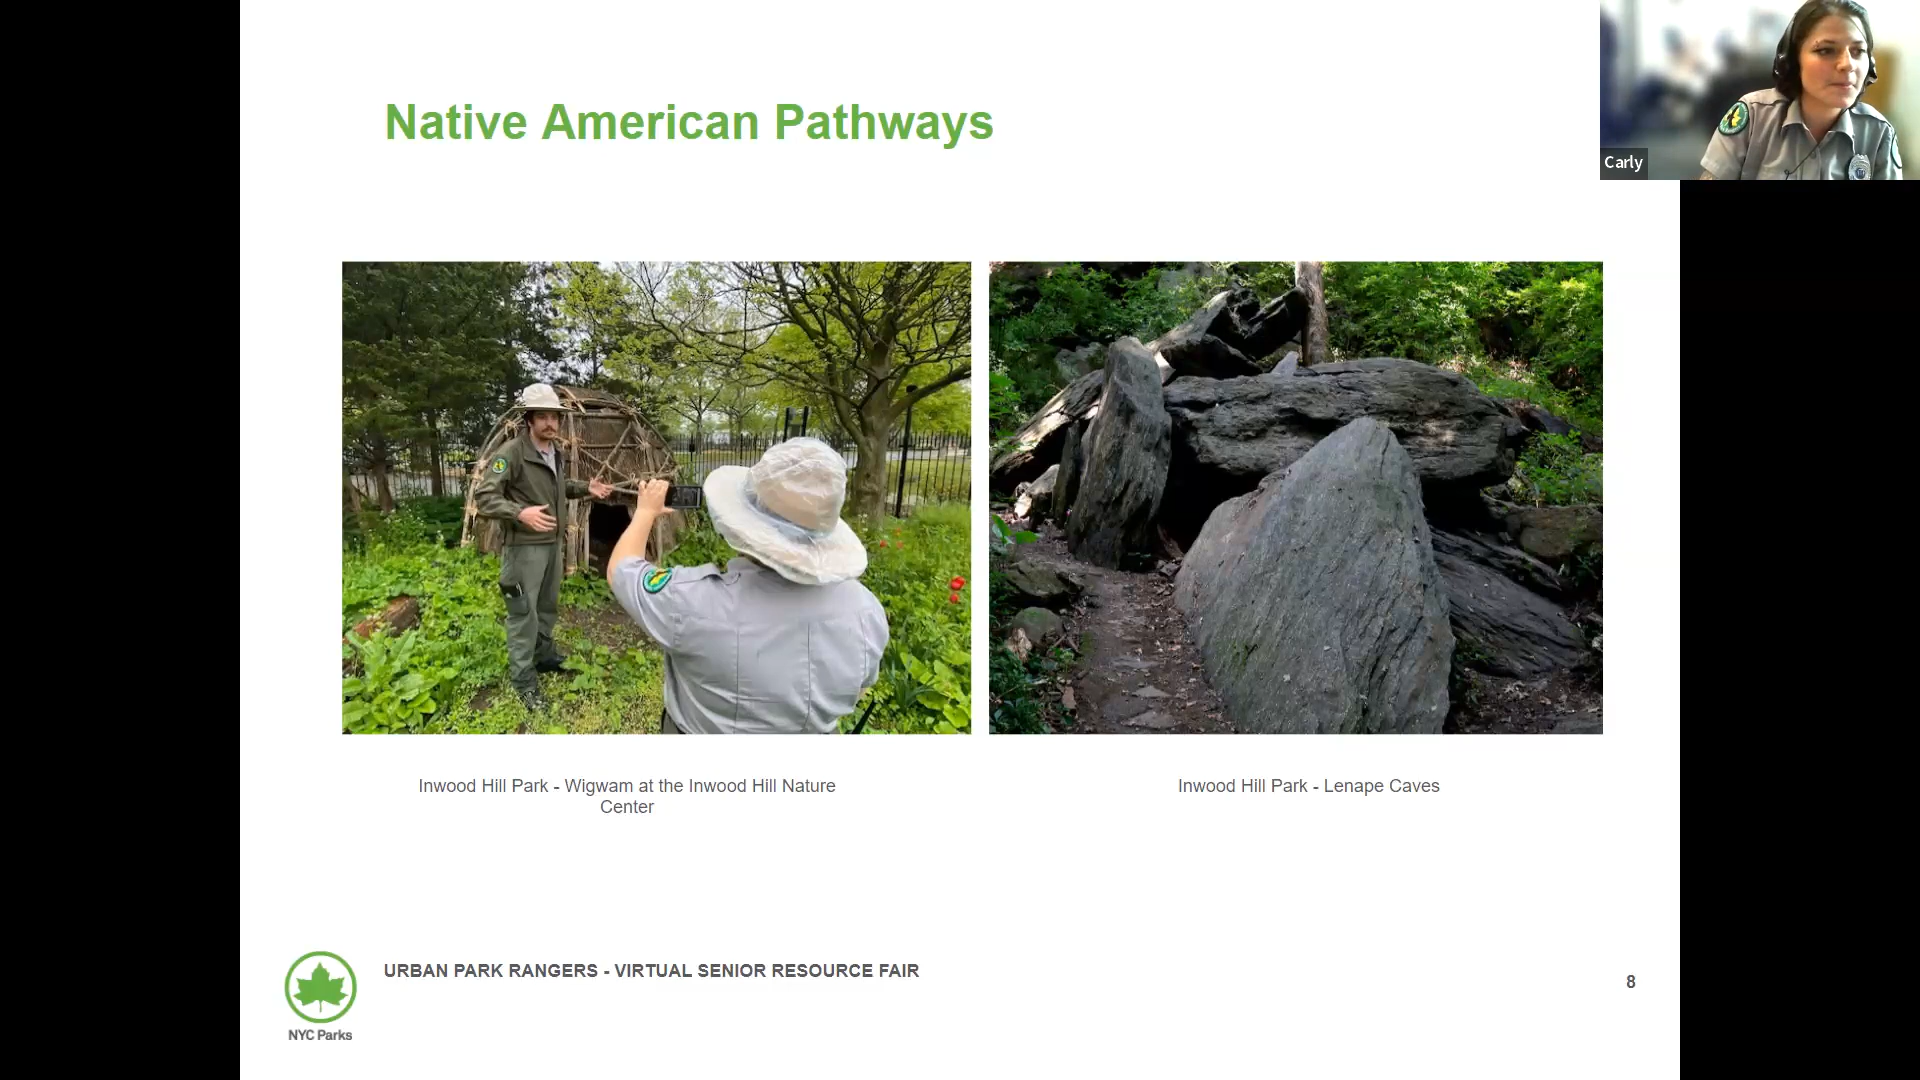 Native American Pathways
Carly
Inwood Hill Park - Wigwam at the Inwood Hill Nature
Center
Inwood Hill Park - Lenape Caves
URBAN PARK RANGERS - VIRTUAL SENIOR RESOURCE FAIR
8
NYC Parks